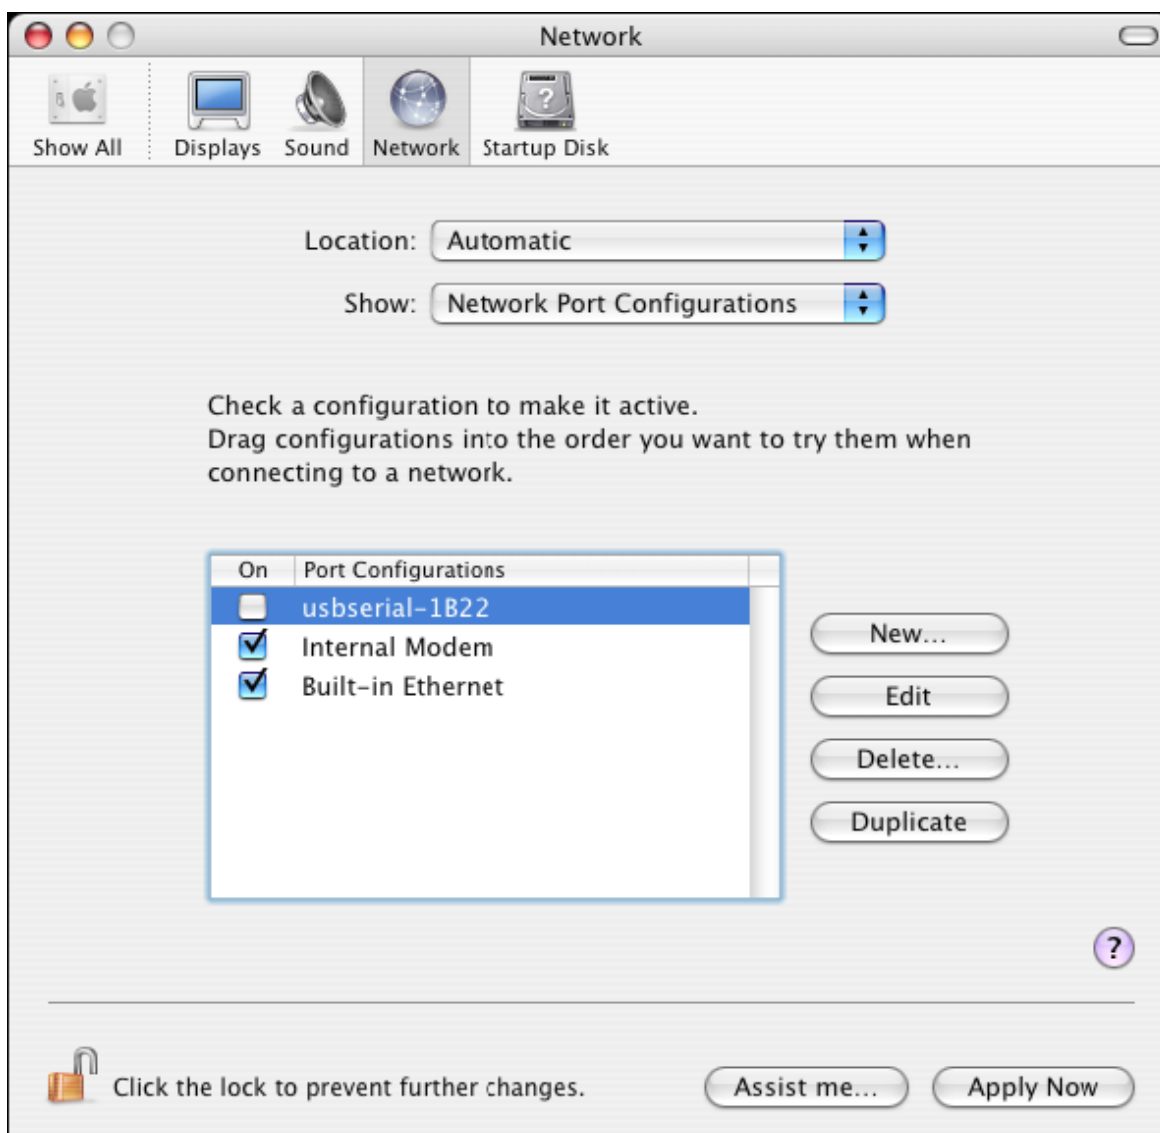 Network
Show All
Displays
Sound
Network
Startup Disk
Location: Automatic
Show: Network Port Configurations
Check a configuration to make it active.
Drag configurations into the order you want to try them when
connecting to a network.
On Port Configurations
usbserial-1B22
Internal Modem
Built-in Ethernet
New...
Edit
Delete...
Duplicate
?
Click the lock to prevent further changes.
Assist me...
Apply Now